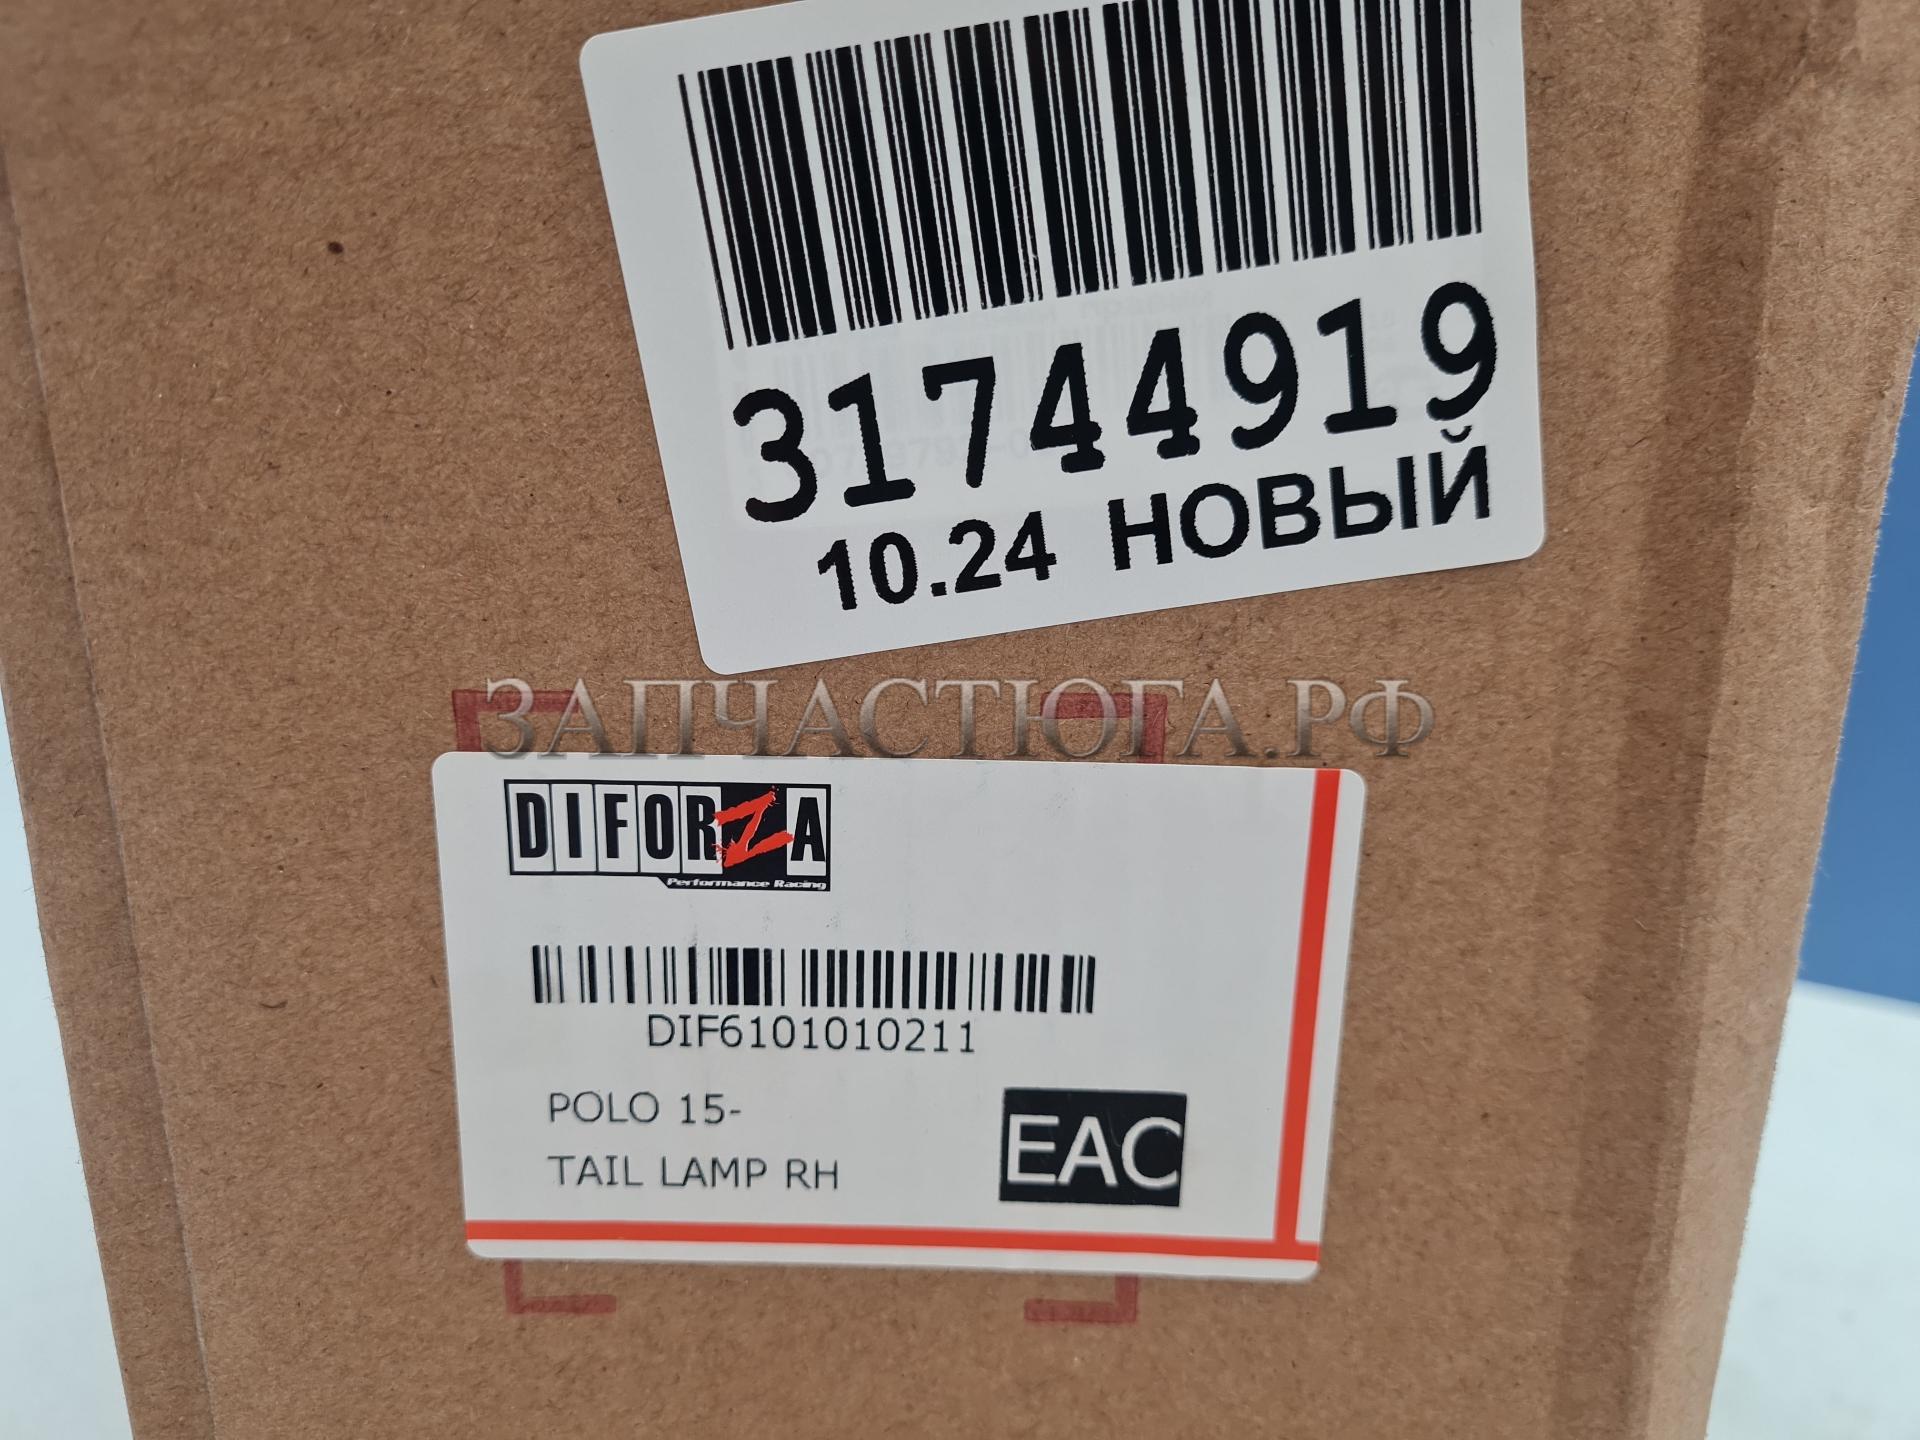 31744919
10.24 НОВЫЙ
ЗАПЧАСТЮГА.РФ
DIFORZA
Performance Racing
DIF6101010211
POLO 15-
TAIL LAMP RH
EAC